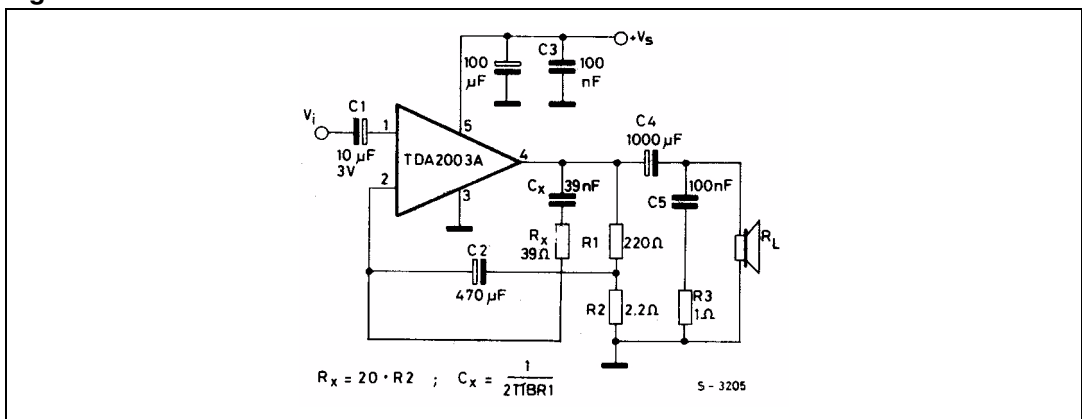 +Vs
100 µF
C3
100 nF
Vi
C1
10 µF 3V
1
5
TDA2003A
4
2
3
C4
1000 µF
Cx
39nF
100nF
C5
RL
Rx
39Ω
R1
220Ω
C2
470 µF
R2
2.2Ω
R3
1Ω
Rx = 20 · R2 ; Cx = 1 / 2πBR1
S - 3205